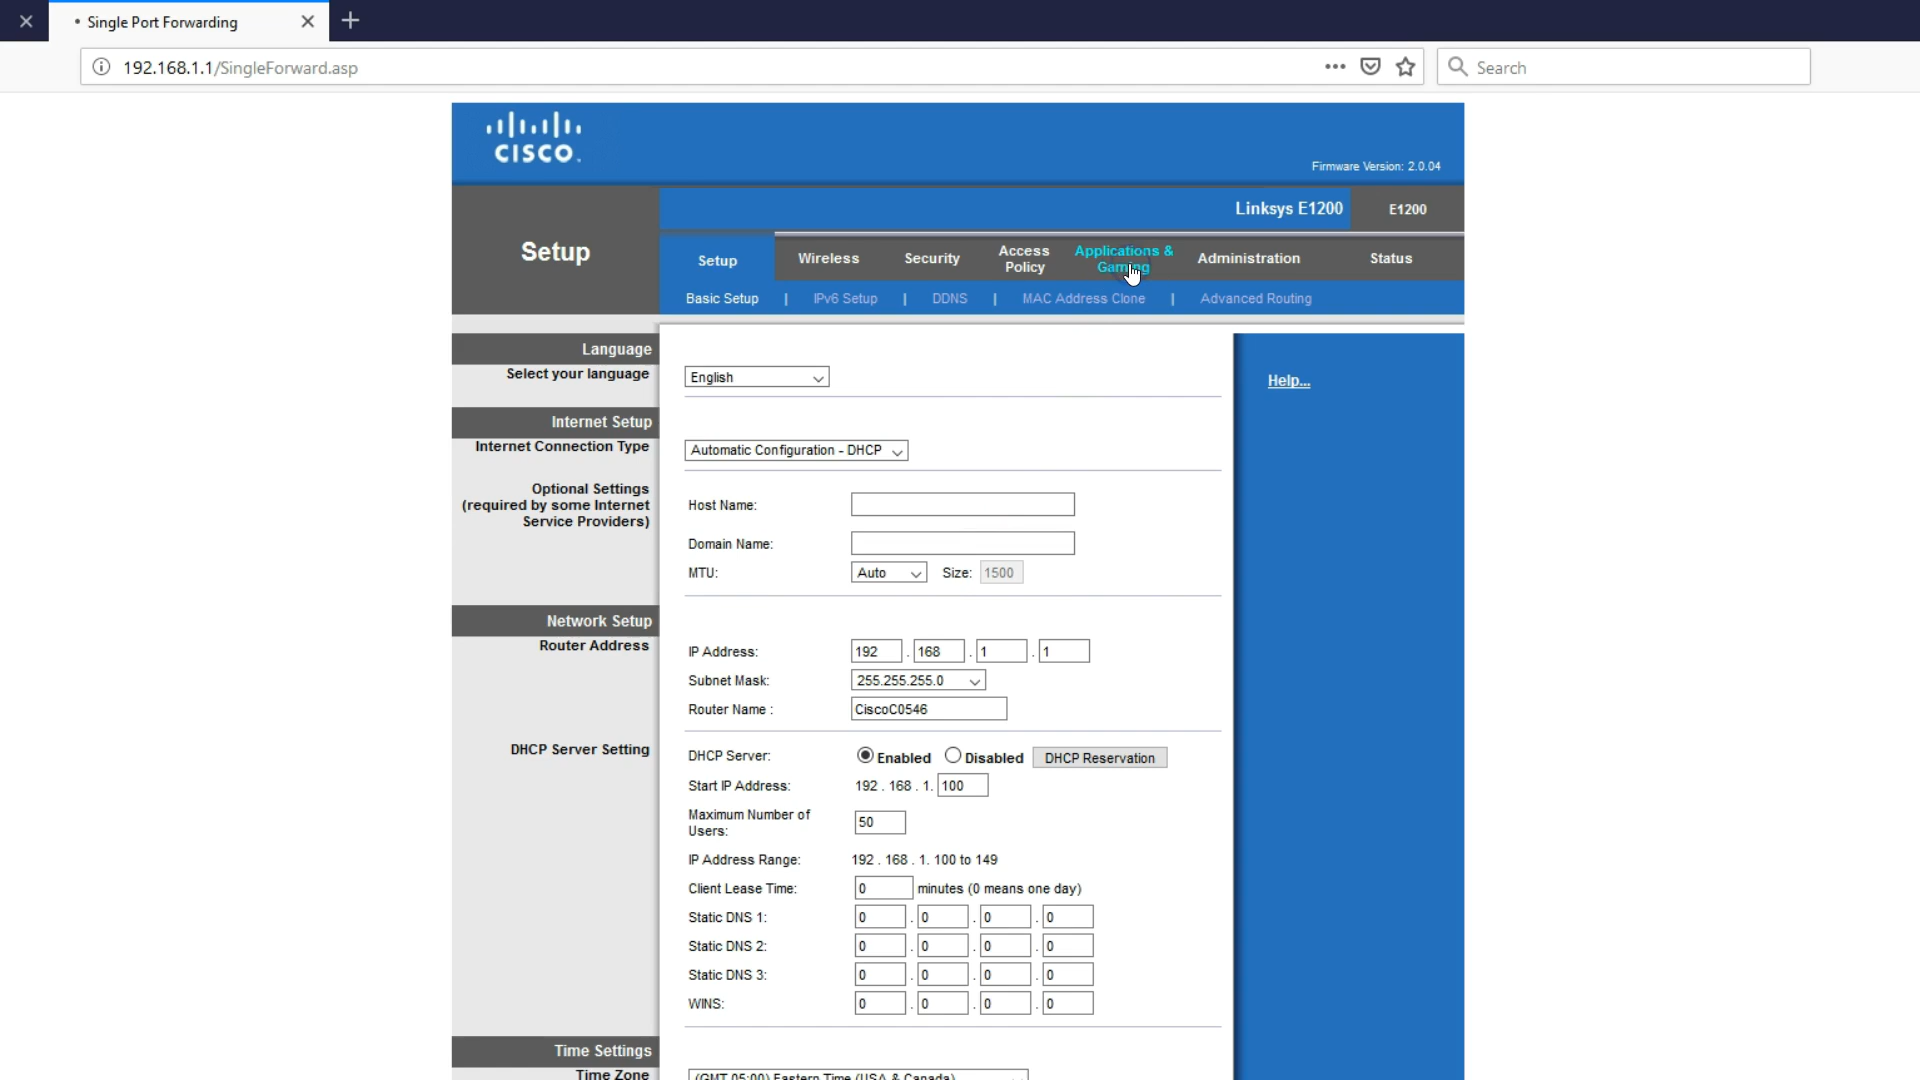 Single Port Forwarding
192.168.1.1/SingleForward.asp
Search
CISCO.
Firmware Version: 2.0.04
Linksys E1200 E1200
Setup
Setup Wireless Security Access Policy Applications & Gaming Administration Status
Basic Setup | IPv6 Setup | DDNS | MAC Address Clone | Advanced Routing
Language
Select your language English
Help...
Internet Setup
Internet Connection Type Automatic Configuration - DHCP
Optional Settings
(required by some Internet
Service Providers)
Host Name:
Domain Name:
MTU: Auto Size: 1500
Network Setup
Router Address
IP Address: 192 . 168 . 1 . 1
Subnet Mask: 255.255.255.0
Router Name : CiscoC0546
DHCP Server Setting
DHCP Server: Enabled Disabled DHCP Reservation
Start IP Address: 192 . 168 . 1. 100
Maximum Number of
Users: 50
IP Address Range: 192 . 168 . 1. 100 to 149
Client Lease Time: 0 minutes (0 means one day)
Static DNS 1: 0 . 0 . 0 . 0
Static DNS 2: 0 . 0 . 0 . 0
Static DNS 3: 0 . 0 . 0 . 0
WINS: 0 . 0 . 0 . 0
Time Settings
Time Zone (GMT-05:00) Eastern Time (USA & Canada)